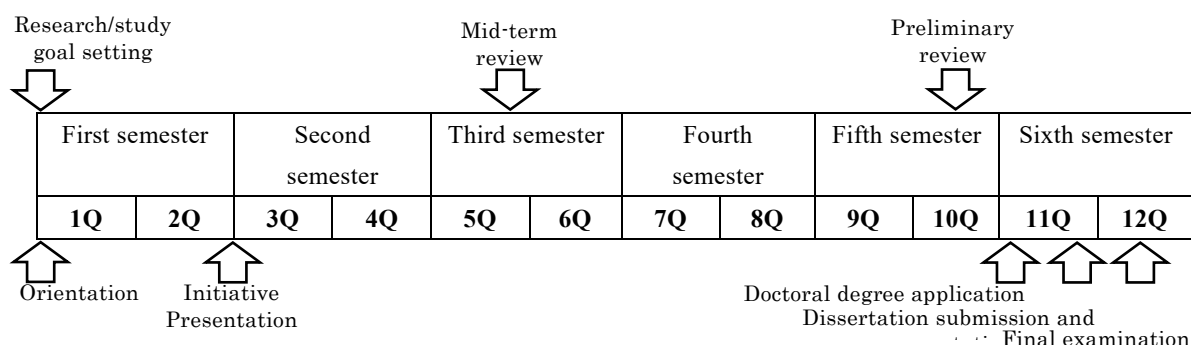 Research/study
goal setting
Mid-term
review
Preliminary
review
First semester
Second
semester
Third semester
Fourth
semester
Fifth semester
Sixth semester
1Q 2Q 3Q 4Q 5Q 6Q 7Q 8Q 9Q 10Q 11Q 12Q
Orientation
Initiative
Presentation
Doctoral degree application
Dissertation submission and
Final examination